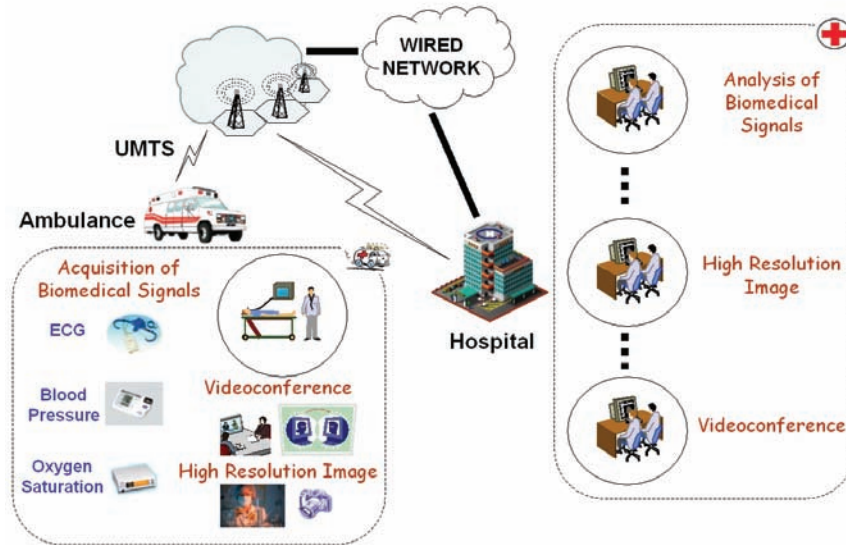 WIRED
NETWORK
UMTS
Ambulance
Acquisition of
Biomedical Signals
ECG
Blood
Pressure
Oxygen
Saturation
Videoconference
High Resolution Image
Hospital
Analysis of
Biomedical
Signals
High Resolution
Image
Videoconference